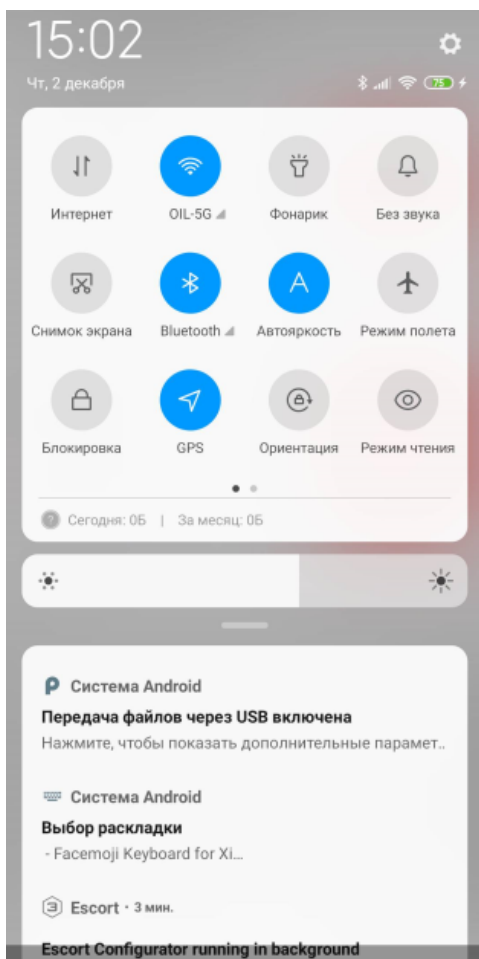 15:02
Чт, 2 декабря
75
Интернет
OIL-5G
Фонарик
Без звука
Снимок экрана
Bluetooth
Автояркость
Режим полета
Блокировка
GPS
Ориентация
Режим чтения
Сегодня: 0Б | За месяц: 0Б
Система Android
Передача файлов через USB включена
Нажмите, чтобы показать дополнительные парамет..
Система Android
Выбор раскладки
- Facemoji Keyboard for Xi...
Escort · 3 мин.
Escort Configurator running in background